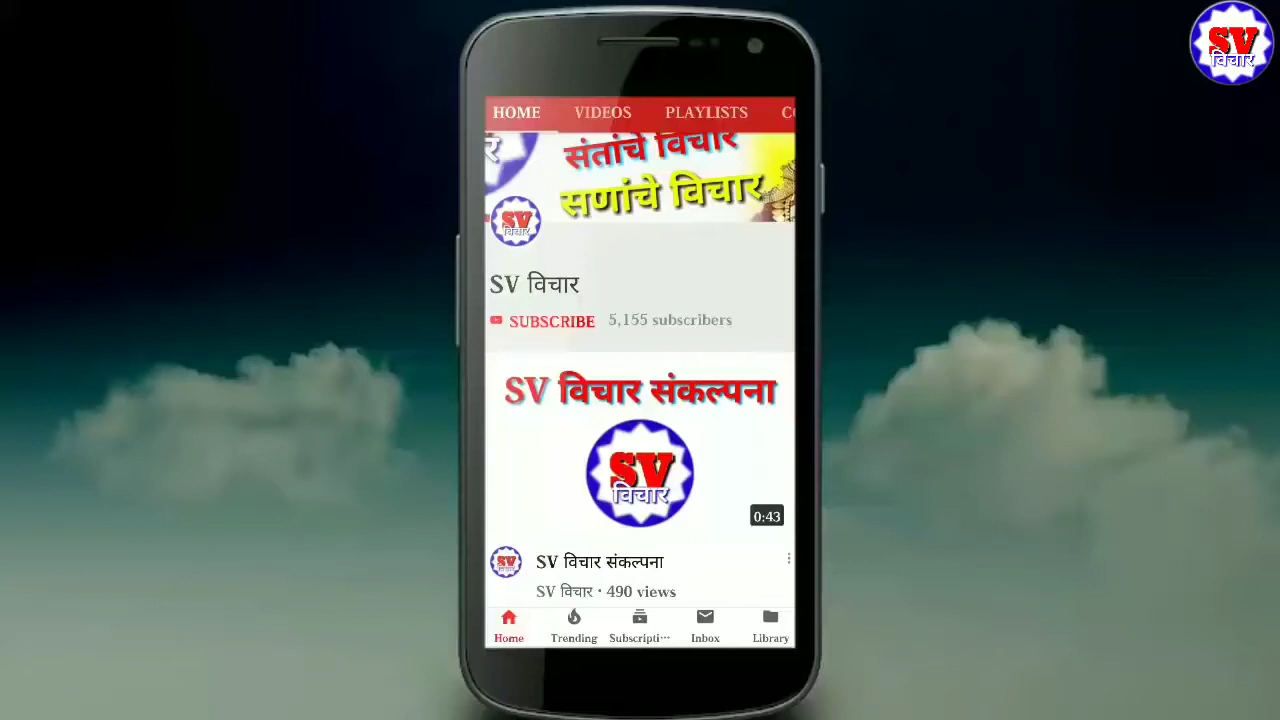 SV
विचार
HOME VIDEOS PLAYLISTS
संतांचे विचार
सणांचे विचार
SV
विचार
SV विचार
SUBSCRIBE 5,155 subscribers
SV विचार संकल्पना
SV
विचार
0:43
SV
विचार
SV विचार संकल्पना
SV विचार · 490 views
Home Trending Subscripti... Inbox Library